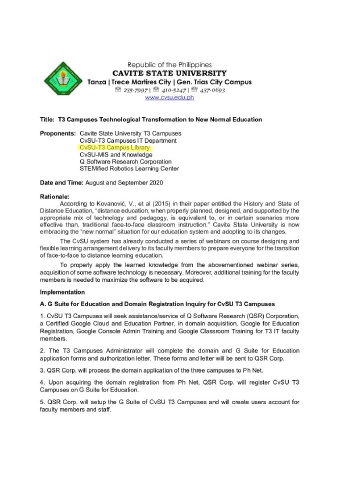 Republic of the Philippines
CAVITE STATE UNIVERSITY
Tanza | Trece Martires City | Gen. Trias City Campus
☏ 235-7997 | ☏ 410-5247 | ☏ 437-0693
www.cvsu.edu.ph
Title: T3 Campuses Technological Transformation to New Normal Education
Proponents: Cavite State University T3 Campuses
CvSU-T3 Campuses IT Department
CvSU-T3 Campus Library
CvSU-MIS and Knowledge
Q Software Research Corporation
STEMified Robotics Learning Center
Date and Time: August and September 2020
Rationale:
According to Kovanović, V., et al (2015) in their paper entitled the History and State of
Distance Education, "distance education, when properly planned, designed, and supported by the
appropriate mix of technology and pedagogy, is equivalent to, or in certain scenarios more
effective than, traditional face-to-face classroom instruction." Cavite State University is now
embracing the "new normal" situation for our education system and adopting to its changes.
The CvSU system has already conducted a series of webinars on course designing and
flexible learning arrangement delivery to its faculty members to prepare everyone for the transition
of face-to-face to distance learning education.
To properly apply the learned knowledge from the abovementioned webinar series,
acquisition of some software technology is necessary. Moreover, additional training for the faculty
members is needed to maximize the software to be acquired.
Implementation
A. G Suite for Education and Domain Registration Inquiry for CvSU T3 Campuses
1. CvSU T3 Campuses will seek assistance/service of Q Software Research (QSR) Corporation,
a Certified Google Cloud and Education Partner, in domain acquisition, Google for Education
Registration, Google Console Admin Training and Google Classroom Training for T3 IT faculty
members.
2. The T3 Campuses Administrator will complete the domain and G Suite for Education
application forms and authorization letter. These forms and letter will be sent to QSR Corp.
3. QSR Corp. will process the domain application of the three campuses to Ph Net.
4. Upon acquiring the domain registration from Ph Net, QSR Corp. will register CvSU T3
Campuses on G Suite for Education.
5. QSR Corp. will setup the G Suite of CvSU T3 Campuses and will create users account for
faculty members and staff.